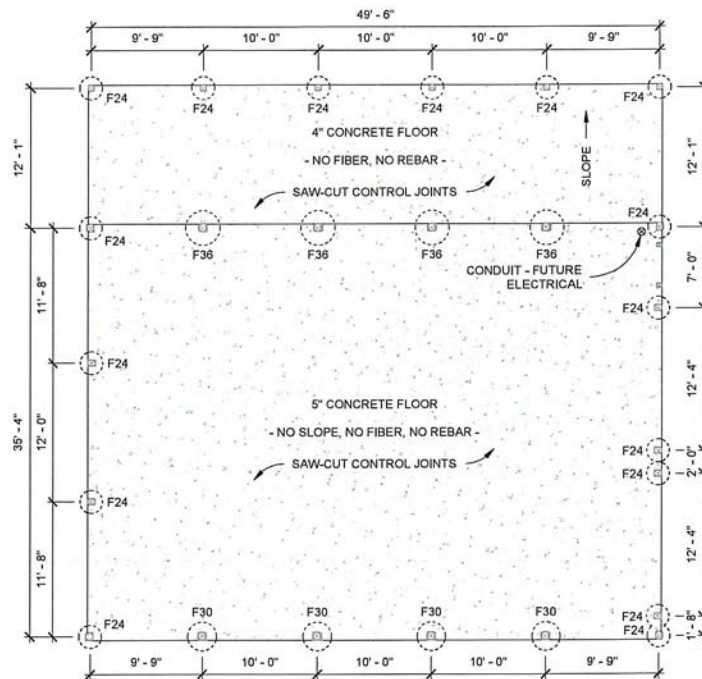 49' - 6"
9' - 9"
10' - 0"
10' - 0"
10' - 0"
9' - 9"
F24
F24
F24
F24
F24
F24
12' - 1"
4" CONCRETE FLOOR
- NO FIBER, NO REBAR -
SAW-CUT CONTROL JOINTS
SLOPE
12' - 1"
F24
F24
F36
F36
F36
F36
CONDUIT - FUTURE
ELECTRICAL
7' - 0"
11' - 8"
F24
F24
12' - 4"
35' - 4"
12' - 0"
5" CONCRETE FLOOR
- NO SLOPE, NO FIBER, NO REBAR -
SAW-CUT CONTROL JOINTS
F24
F24
2' - 0"
F24
11' - 8"
12' - 4"
F24
F30
F30
F30
F30
F24
F24
1' - 8"
9' - 9"
10' - 0"
10' - 0"
10' - 0"
9' - 9"